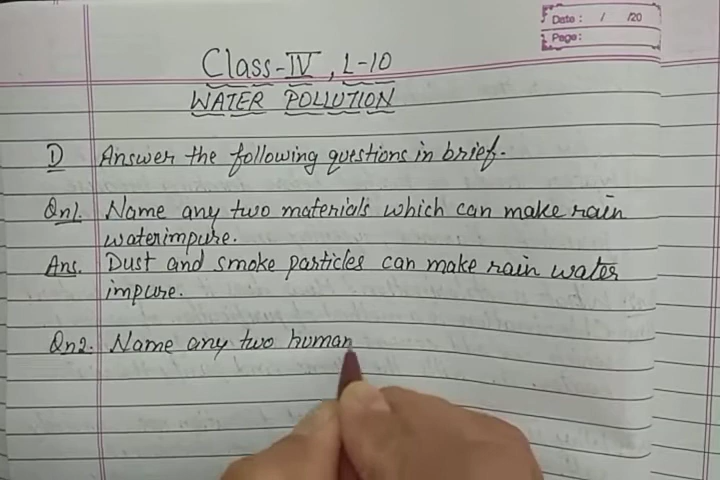 Date: / /20
Page:
Class-IV, L-10
WATER POLLUTION
D Answer the following questions in brief.
Qn1. Name any two materials which can make rain
water impure.
Ans. Dust and smoke particles can make rain water
impure.
Qn2. Name any two human